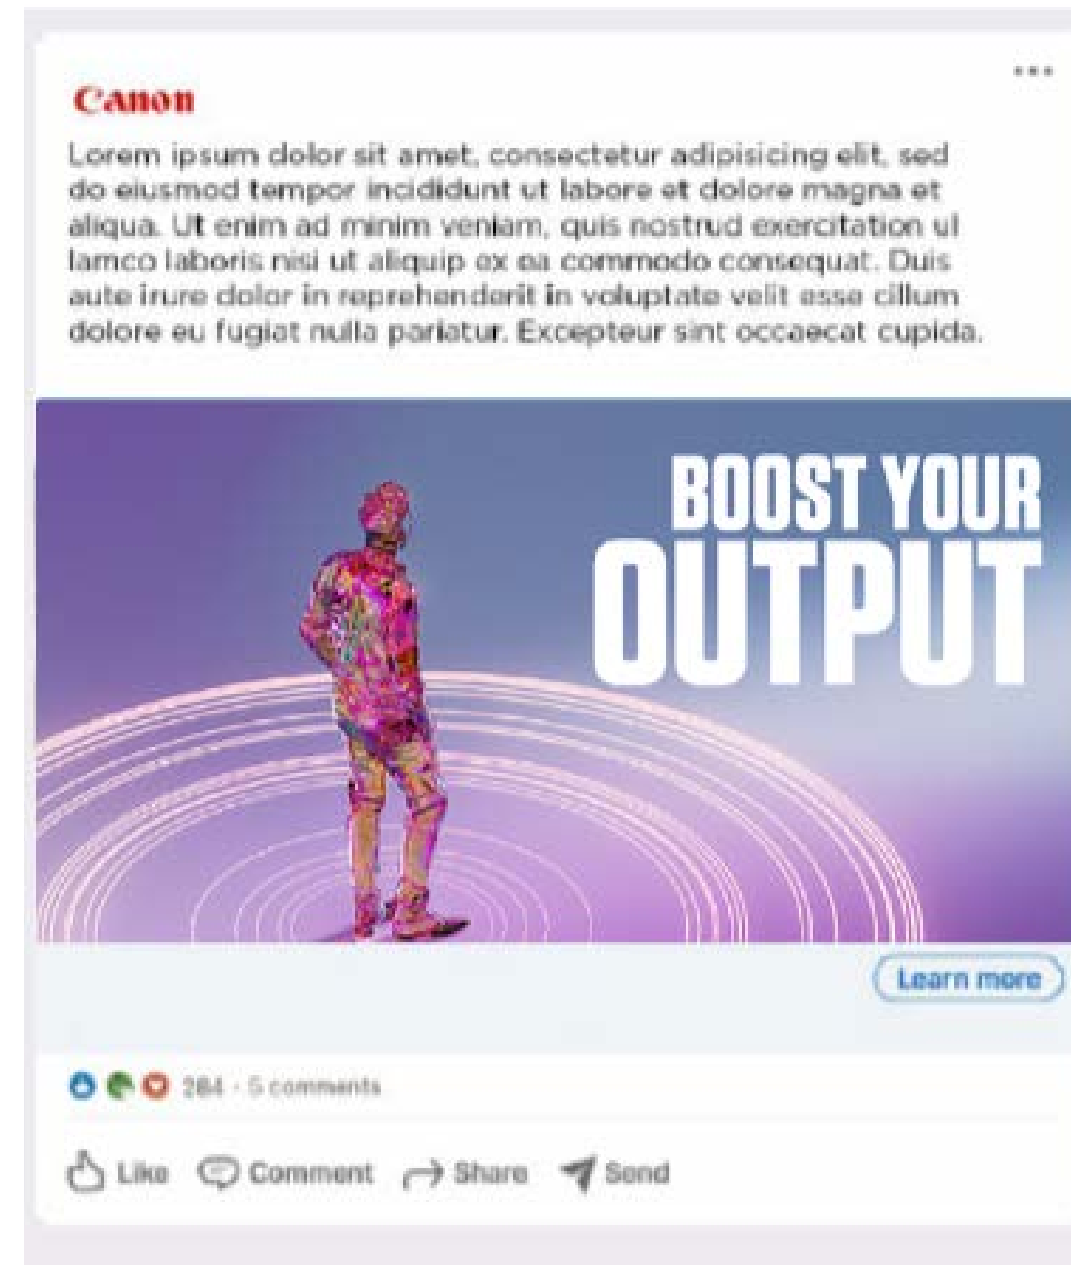 Canon
Lorem ipsum dolor sit amet, consectetur adipisicing elit, sed
do eiusmod tempor incididunt ut labore et dolore magna et
aliqua. Ut enim ad minim veniam, quis nostrud exercitation ul
lamco laboris nisi ut aliquip ex ea commodo consequat. Duis
aute irure dolor in reprehenderit in voluptate velit esse cillum
dolore eu fugiat nulla pariatur. Excepteur sint occaecat cupida.
BOOST YOUR
OUTPUT
Learn more
284 · 5 comments
Like Comment Share Send